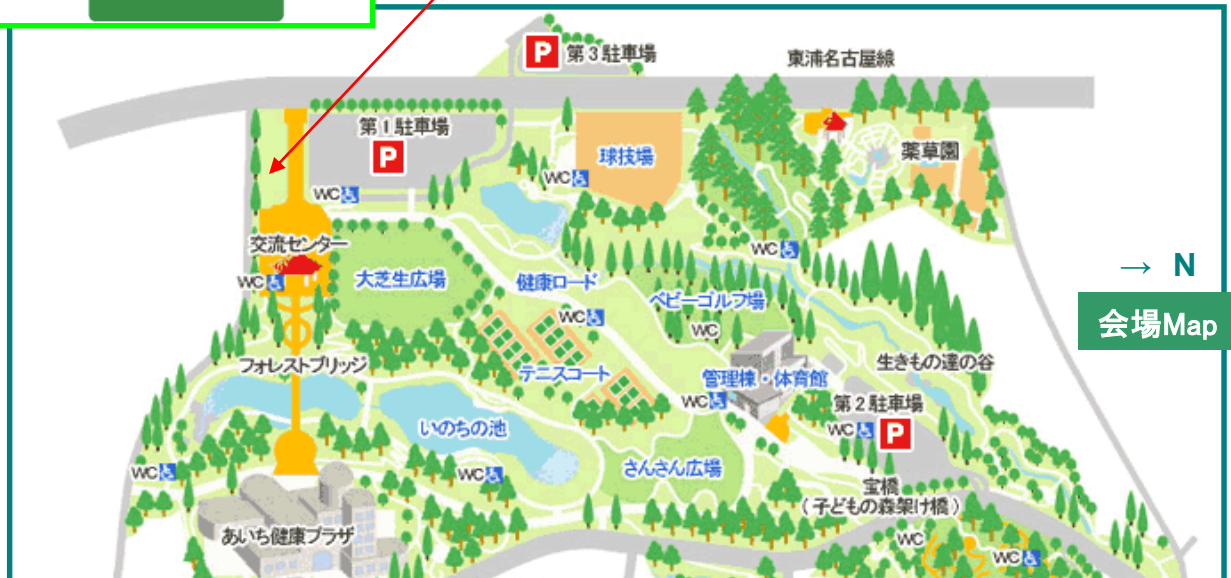 P 第3駐車場
東浦名古屋線
第1駐車場
P
球技場
薬草園
WC
WC
交流センター
WC
WC
大芝生広場
健康ロード
→ N
ベビーゴルフ場
WC
WC
会場Map
フォレストブリッジ
テニスコート
管理棟・体育館
生きもの達の谷
WC
第2駐車場
いのちの池
WC P
WC
WC
さんさん広場
宝橋
(子どもの森架け橋)
あいち健康プラザ
WC
WC